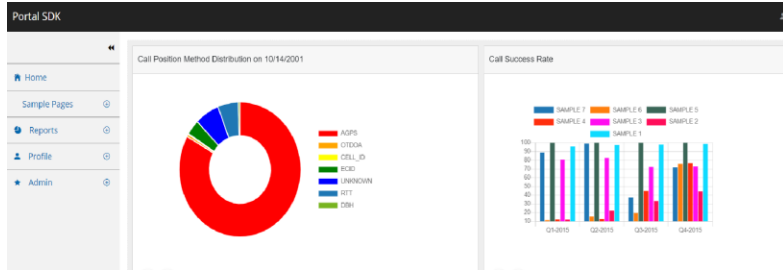 Portal SDK
Home
Sample Pages
Reports
Profile
Admin
Call Position Method Distribution on 10/14/2001
AGPS
OTDOA
CELL_ID
ECID
UNKNOWN
RTT
DBH
Call Success Rate
SAMPLE 7 SAMPLE 6 SAMPLE 5
SAMPLE 4 SAMPLE 3 SAMPLE 2
SAMPLE 1
100
90
80
70
60
50
40
30
20
10
Q1-2015 Q2-2015 Q3-2015 Q4-2015